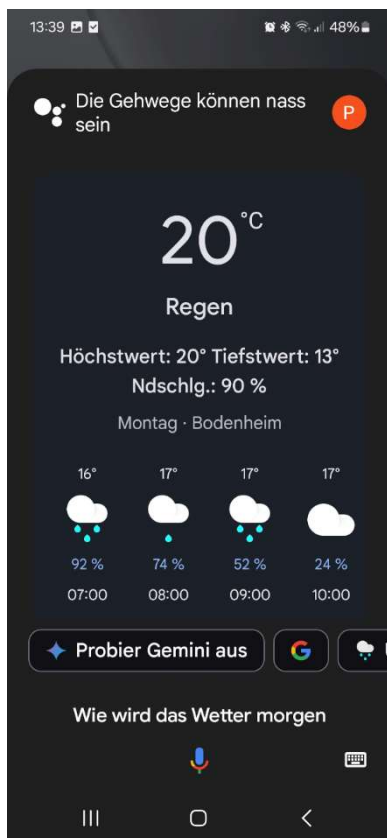 13:39 48%
Die Gehwege können nass
sein
P
20°C
Regen
Höchstwert: 20° Tiefstwert: 13°
Ndschlg.: 90 %
Montag · Bodenheim
16° 17° 17° 17°
92 % 74 % 52 % 24 %
07:00 08:00 09:00 10:00
Probier Gemini aus G
Wie wird das Wetter morgen